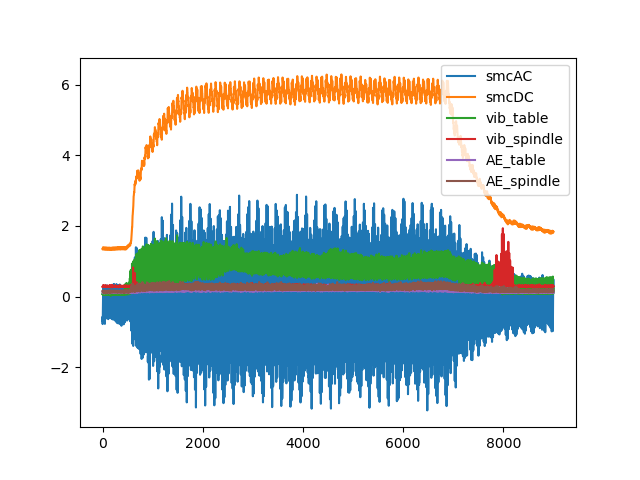 6
4
2
0
−2
0
2000
4000
6000
8000
smcAC
smcDC
vib_table
vib_spindle
AE_table
AE_spindle